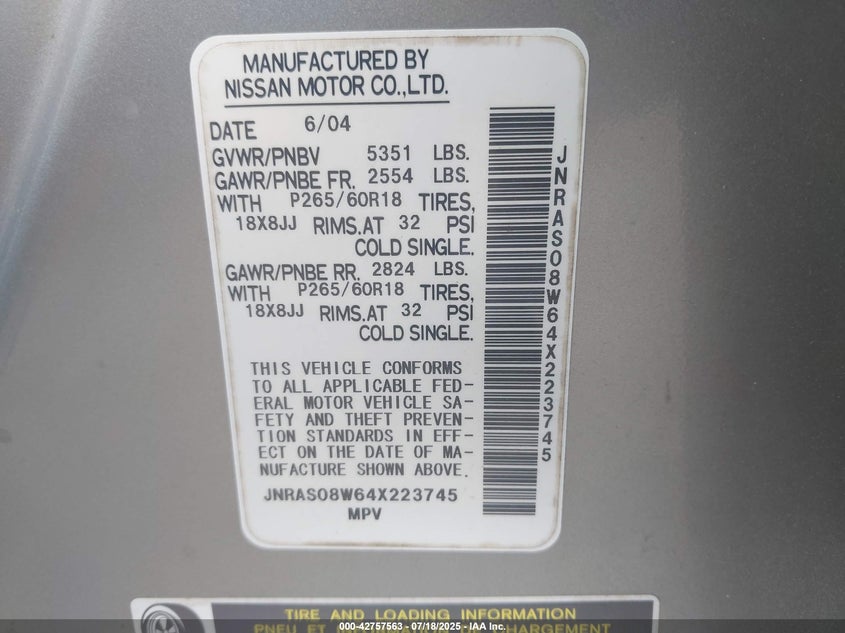 MANUFACTURED BY
NISSAN MOTOR CO.,LTD.
DATE 6/04
GVWR/PNBV 5351 LBS.
GAWR/PNBE FR. 2554 LBS.
WITH P265/60R18 TIRES,
18X8JJ RIMS.AT 32 PSI
COLD SINGLE.
GAWR/PNBE RR. 2824 LBS.
WITH P265/60R18 TIRES,
18X8JJ RIMS.AT 32 PSI
COLD SINGLE.
THIS VEHICLE CONFORMS
TO ALL APPLICABLE FED-
ERAL MOTOR VEHICLE SA-
FETY AND THEFT PREVEN-
TION STANDARDS IN EFF-
ECT ON THE DATE OF MA-
NUFACTURE SHOWN ABOVE.
JNRAS08W64X223745
MPV
JNRAS08W64X223745
TIRE AND LOADING INFORMATION
PNEU ET CHARGEMENT
000-42757563 - 07/18/2025 - IAA Inc.